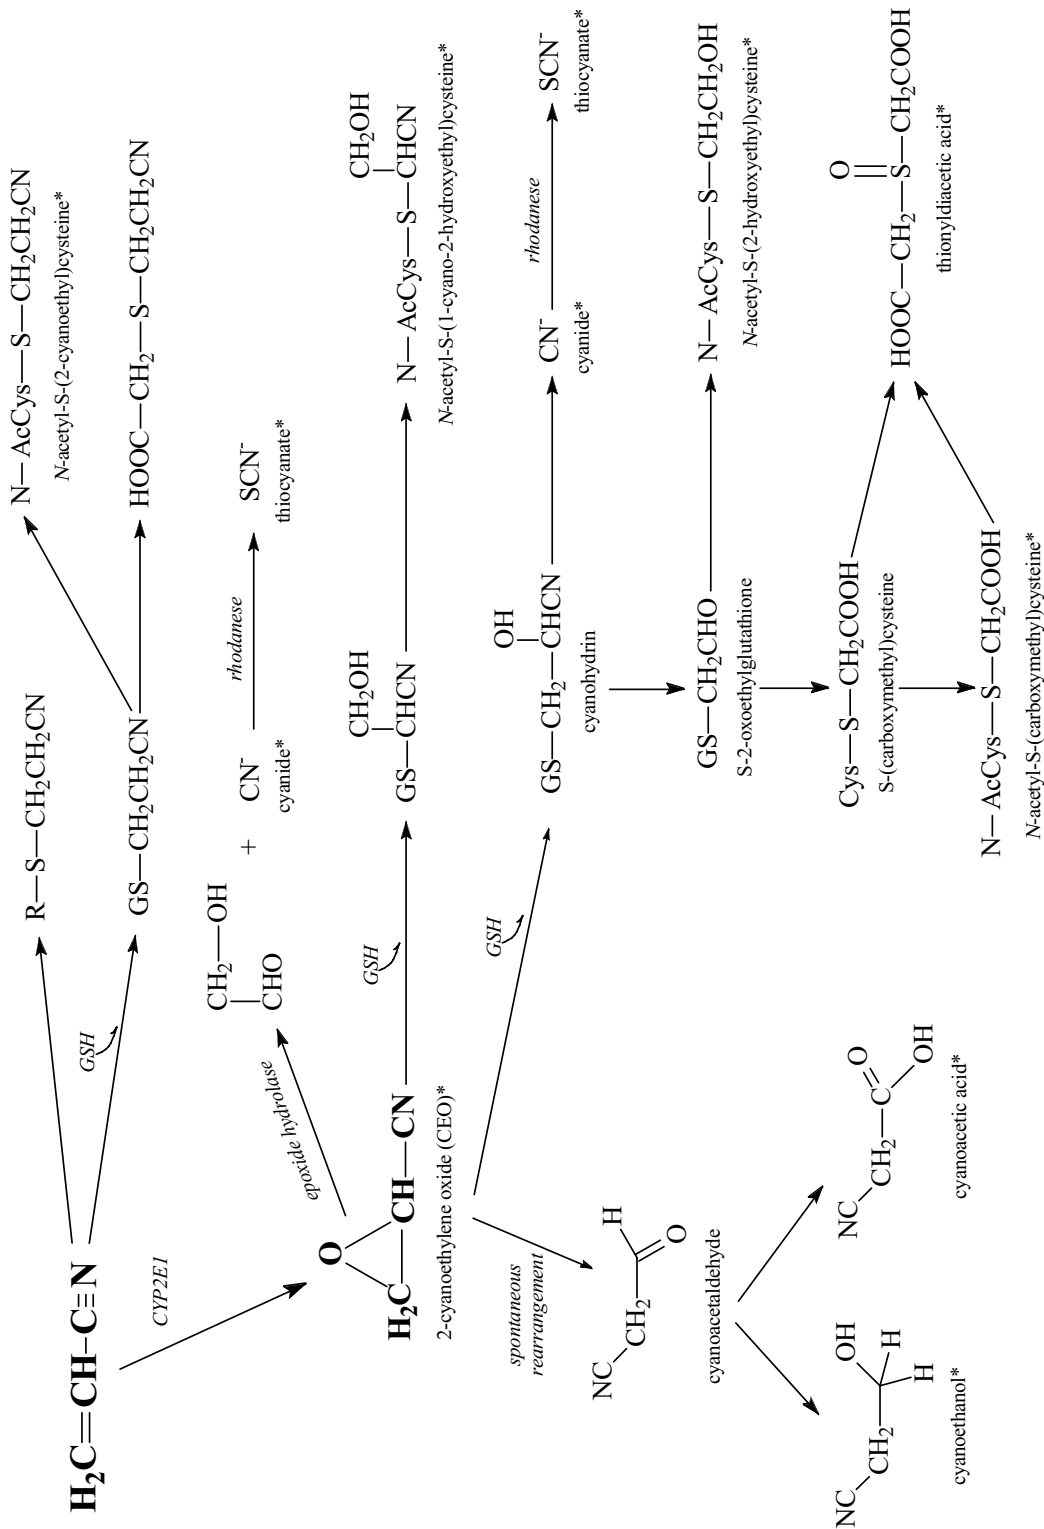 H₂C=CH–C≡N
R—S—CH₂CH₂CN
N—AcCys—S—CH₂CH₂CN
N-acetyl-S-(2-cyanoethyl)cysteine*
GSH
GS—CH₂CH₂CN
HOOC—CH₂—S—CH₂CH₂CN
CYP2E1
epoxide hydrolase
CH₂—OH
CHO
+
CN⁻
cyanide*
rhodanese
SCN⁻
thiocyanate*
O
H₂C—CH—CN
2-cyanoethylene oxide (CEO)*
GSH
CH₂OH
GS—CHCN
CH₂OH
N—AcCys—S—CHCN
N-acetyl-S-(1-cyano-2-hydroxyethyl)cysteine*
GSH
OH
GS—CH₂—CHCN
cyanohydrin
CN⁻
cyanide*
rhodanese
SCN⁻
thiocyanate*
spontaneous
rearrangement
NC
CH₂
H
O
cyanoacetaldehyde
GS—CH₂CHO
S-2-oxoethylglutathione
N—AcCys—S—CH₂CH₂OH
N-acetyl-S-(2-hydroxyethyl)cysteine*
NC
CH₂
OH
H
H
cyanoethanol*
NC
CH₂—C
O
OH
cyanoacetic acid*
Cys—S—CH₂COOH
S-(carboxymethyl)cysteine
O
HOOC—CH₂—S—CH₂COOH
thionyldiacetic acid*
N—AcCys—S—CH₂COOH
N-acetyl-S-(carboxymethyl)cysteine*